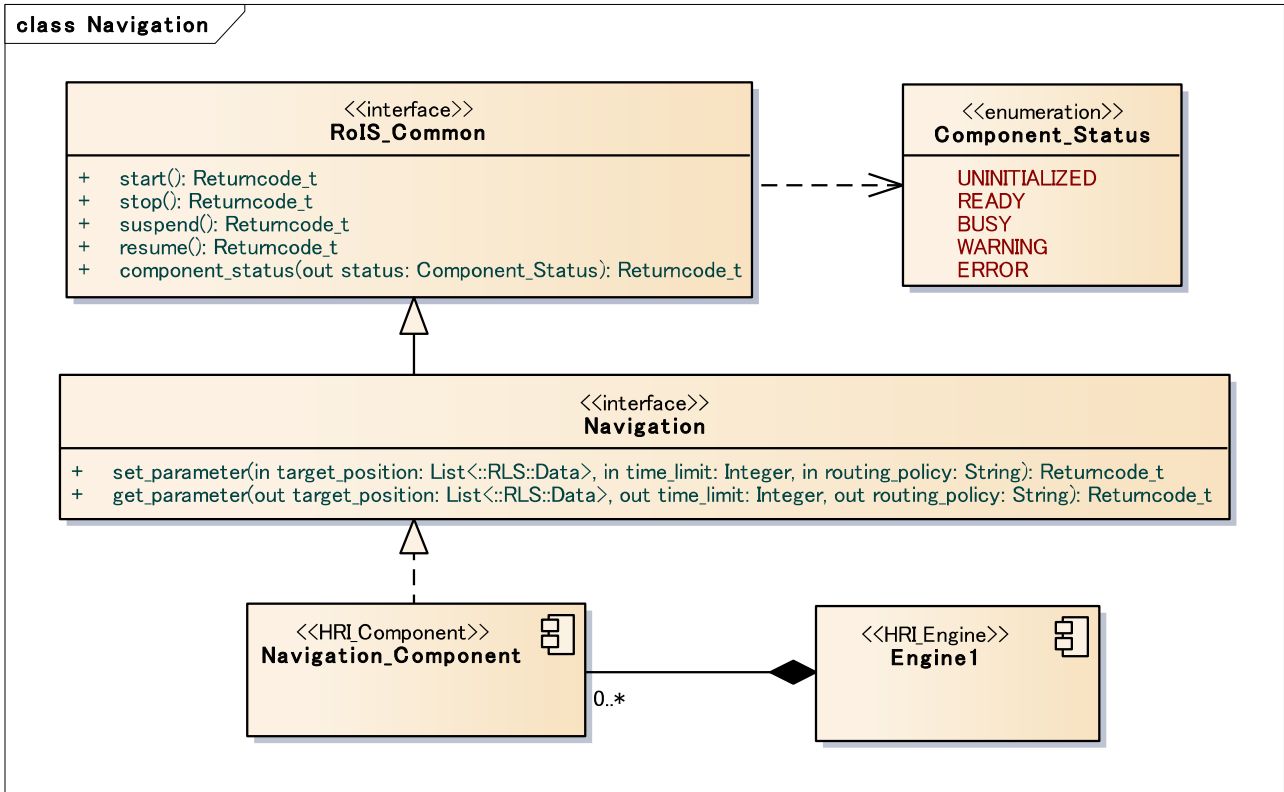 class Navigation
<<interface>>
RoIS_Common
+ start(): Returncode_t
+ stop(): Returncode_t
+ suspend(): Returncode_t
+ resume(): Returncode_t
+ component_status(out status: Component_Status): Returncode_t
<<enumeration>>
Component_Status
UNINITIALIZED
READY
BUSY
WARNING
ERROR
<<interface>>
Navigation
+ set_parameter(in target_position: List<::RLS::Data>, in time_limit: Integer, in routing_policy: String): Returncode_t
+ get_parameter(out target_position: List<::RLS::Data>, out time_limit: Integer, out routing_policy: String): Returncode_t
<<HRI_Component>>
Navigation_Component
0..*
<<HRI_Engine>>
Engine1